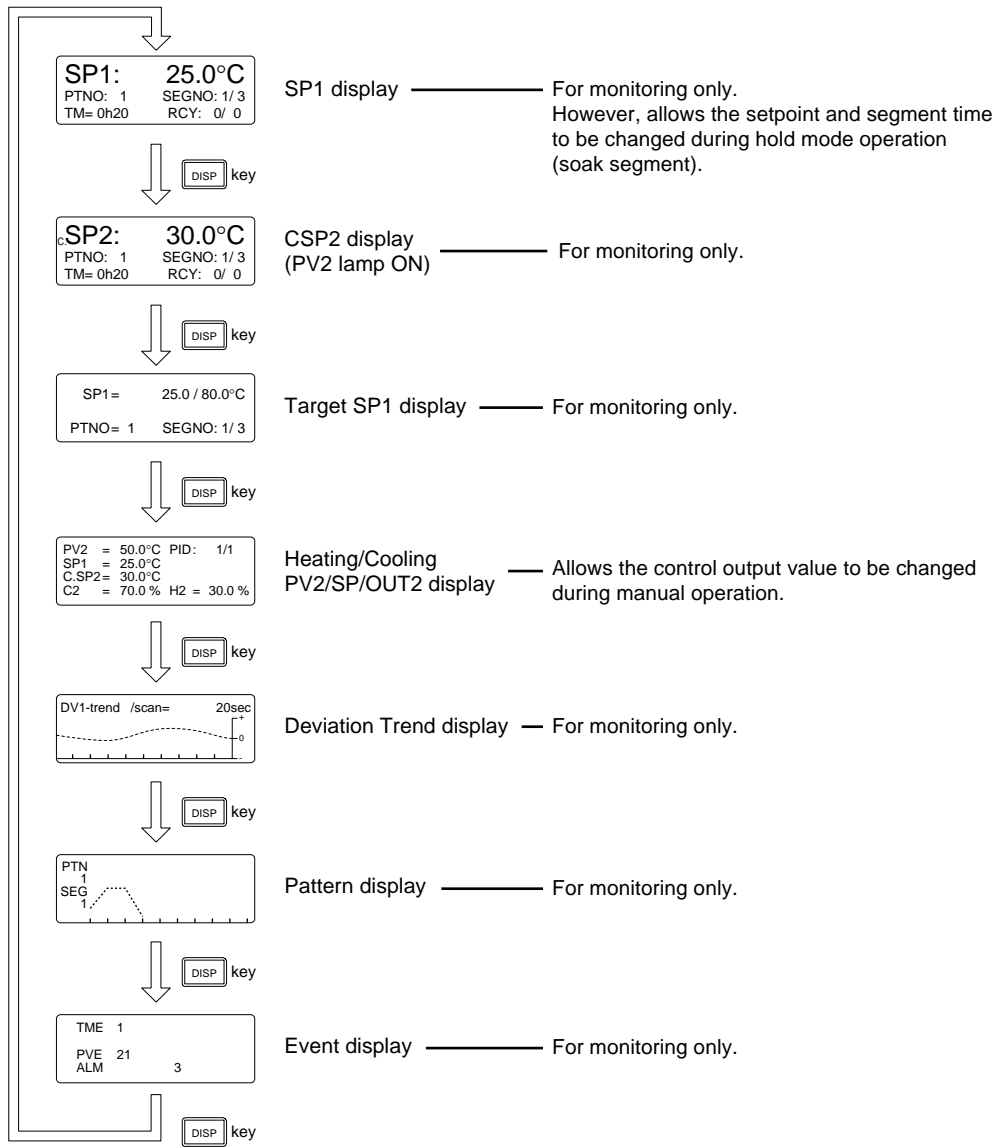 SP1: 25.0°C
PTNO: 1 SEGNO: 1/ 3
TM= 0h20 RCY: 0/ 0
SP1 display
For monitoring only.
However, allows the setpoint and segment time
to be changed during hold mode operation
(soak segment).
DISP key
C.SP2: 30.0°C
PTNO: 1 SEGNO: 1/ 3
TM= 0h20 RCY: 0/ 0
CSP2 display
(PV2 lamp ON)
For monitoring only.
DISP key
SP1= 25.0 / 80.0°C
PTNO= 1 SEGNO: 1/ 3
Target SP1 display
For monitoring only.
DISP key
PV2 = 50.0°C PID: 1/1
SP1 = 25.0°C
C.SP2= 30.0°C
C2 = 70.0 % H2 = 30.0 %
Heating/Cooling
PV2/SP/OUT2 display
Allows the control output value to be changed
during manual operation.
DISP key
DV1-trend /scan= 20sec
+
0
-
Deviation Trend display
For monitoring only.
DISP key
PTN
1
SEG
1
Pattern display
For monitoring only.
DISP key
TME 1
PVE 21
ALM 3
Event display
For monitoring only.
DISP key